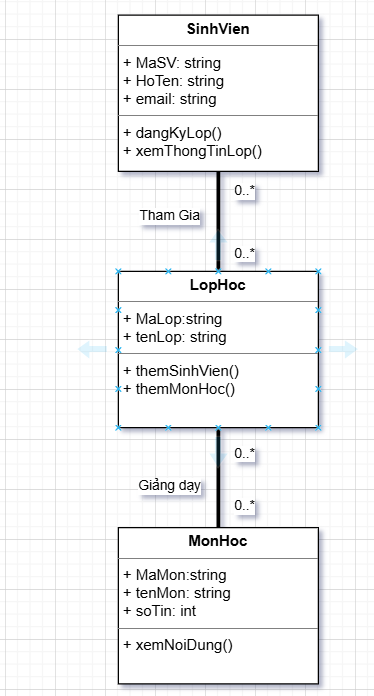 SinhVien
+ MaSV: string
+ HoTen: string
+ email: string
+ dangKyLop()
+ xemThongTinLop()
0..*
Tham Gia
0..*
LopHoc
+ MaLop:string
+ tenLop: string
+ themSinhVien()
+ themMonHoc()
0..*
Giảng dạy
0..*
MonHoc
+ MaMon:string
+ tenMon: string
+ soTin: int
+ xemNoiDung()